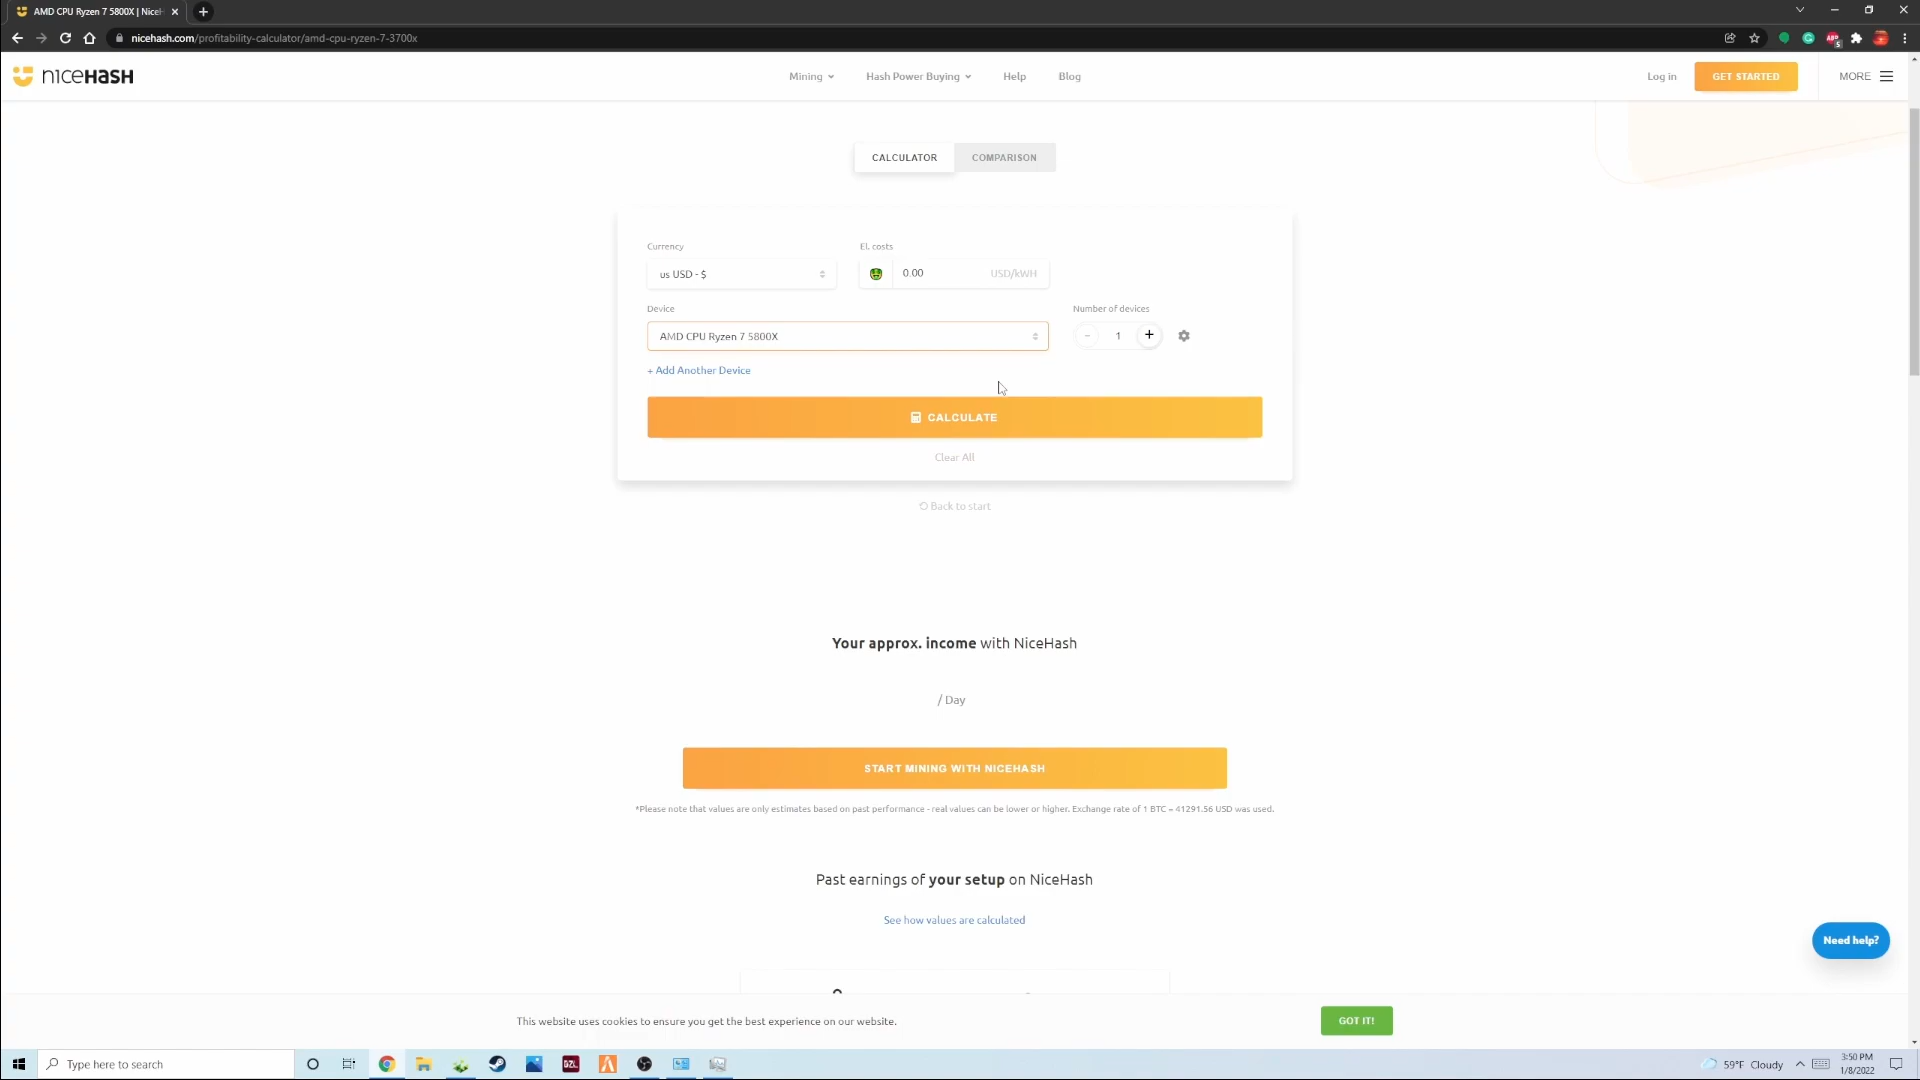 AMD CPU Ryzen 7 5800X | NiceH
nicehash.com/profitability-calculator/amd-cpu-ryzen-7-3700x
nıceHASH
Mining
Hash Power Buying
Help
Blog
Log in
GET STARTED
MORE
CALCULATOR
COMPARISON
Currency
El. costs
us USD - $
0.00
USD/kWH
Device
Number of devices
AMD CPU Ryzen 7 5800X
- 1 +
+ Add Another Device
CALCULATE
Clear All
Back to start
Your approx. income with NiceHash
/ Day
START MINING WITH NICEHASH
*Please note that values are only estimates based on past performance - real values can be lower or higher. Exchange rate of 1 BTC = 41291.56 USD was used.
Past earnings of your setup on NiceHash
See how values are calculated
Need help?
This website uses cookies to ensure you get the best experience on our website.
GOT IT!
Type here to search
59°F Cloudy
3:50 PM
1/8/2022